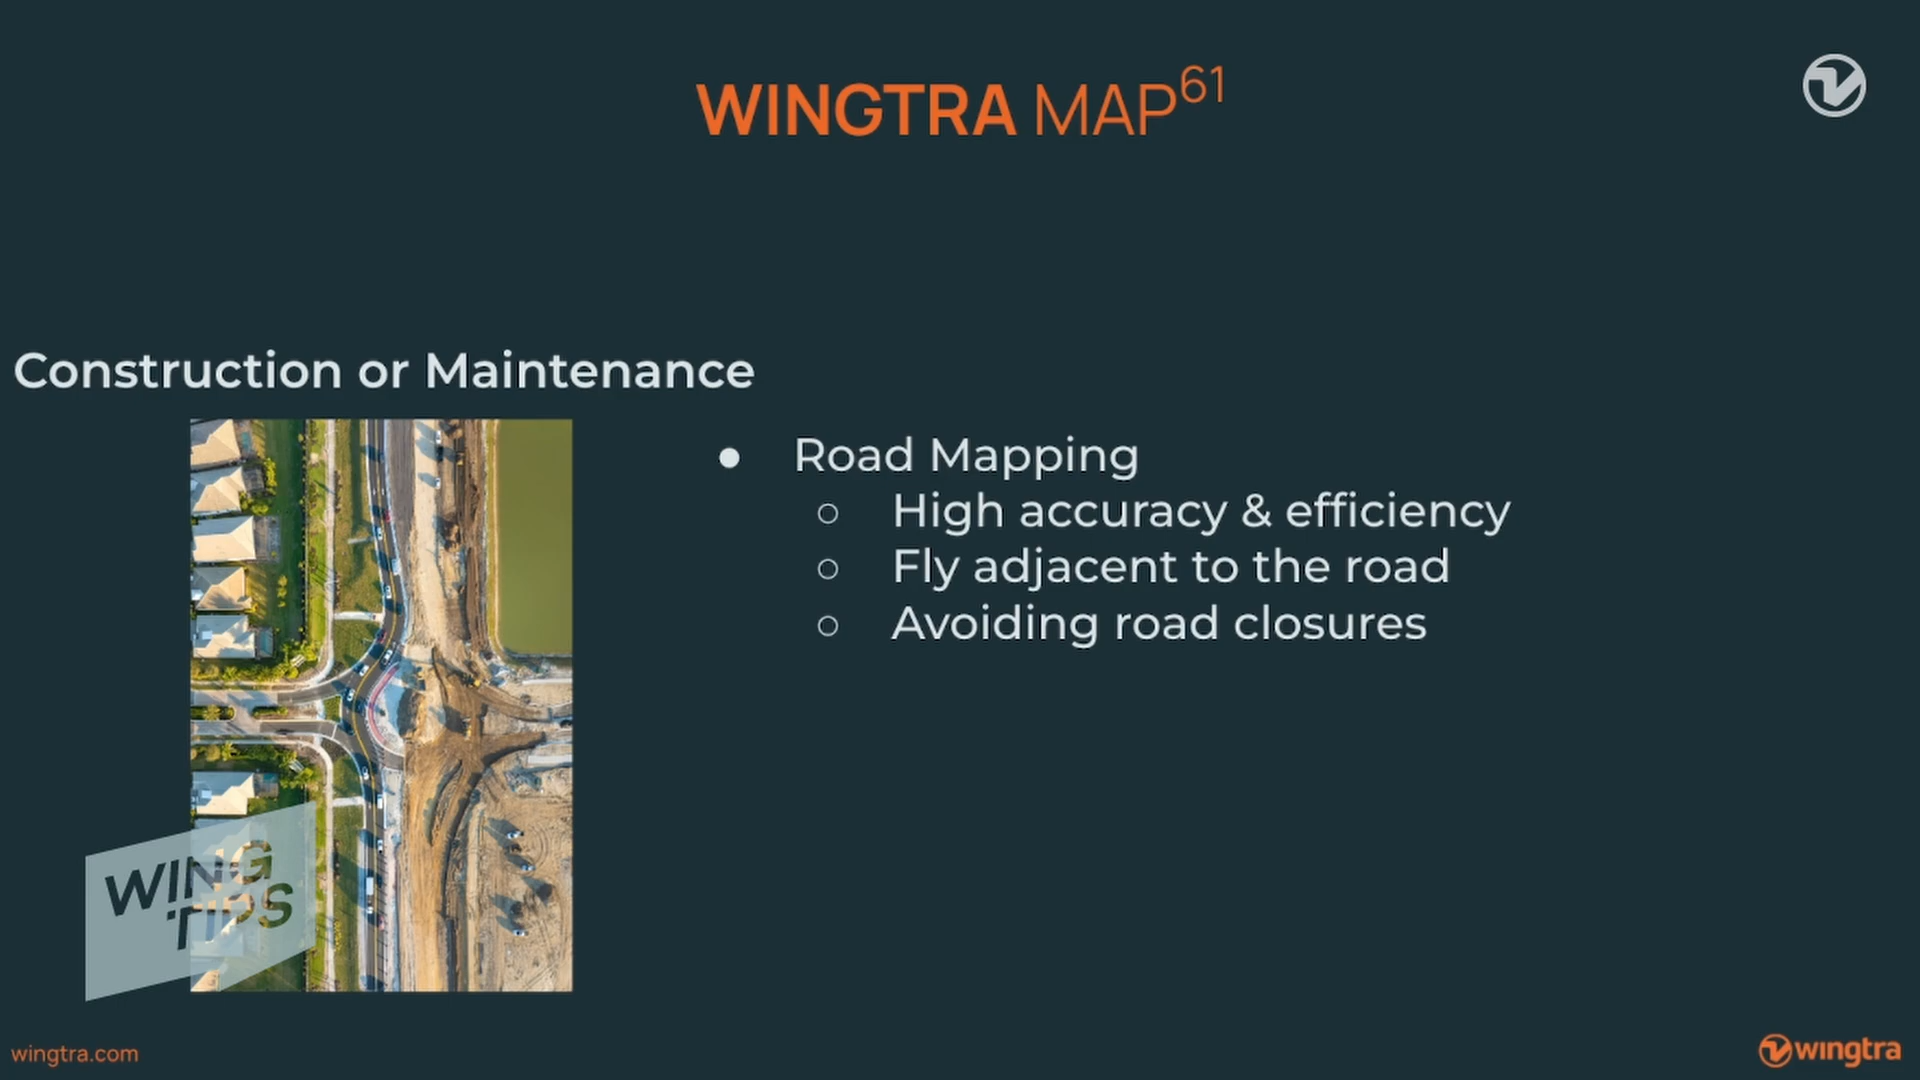 WINGTRA MAP61
Construction or Maintenance
● Road Mapping
○ High accuracy & efficiency
○ Fly adjacent to the road
○ Avoiding road closures
WING
TIPS
wingtra.com
wingtra